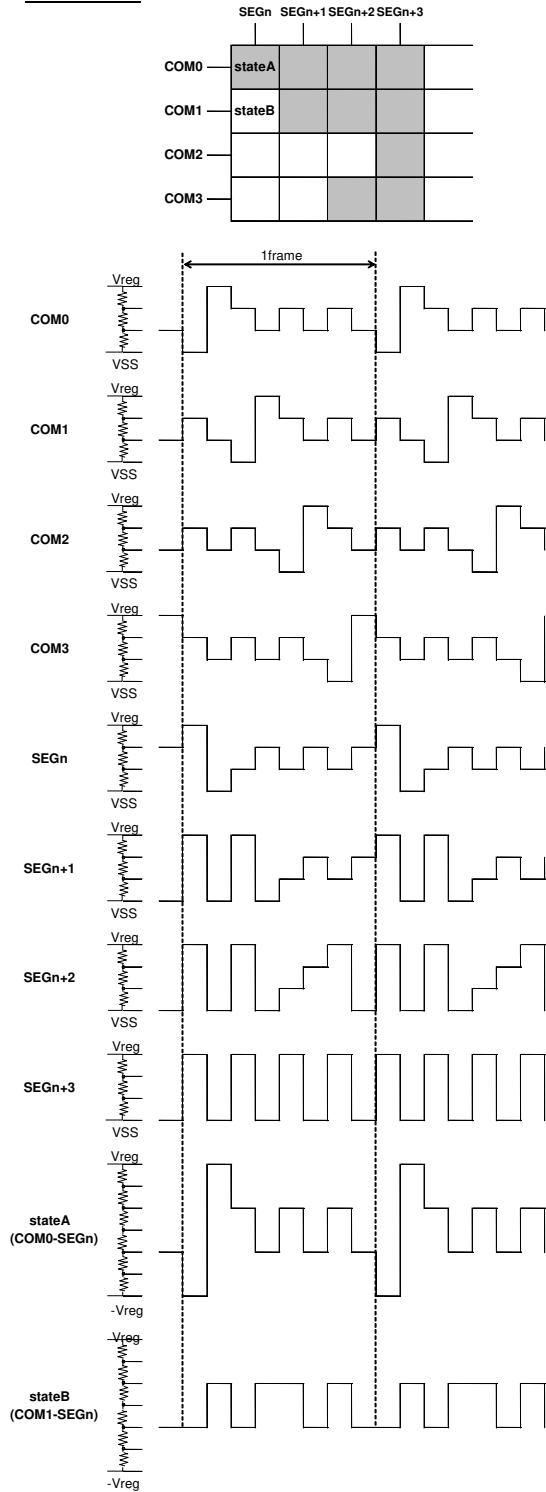 SEGn SEGn+1 SEGn+2 SEGn+3
COM0 stateA
COM1 stateB
COM2
COM3
1frame
Vreg
COM0
VSS
Vreg
COM1
VSS
Vreg
COM2
VSS
Vreg
COM3
VSS
Vreg
SEGn
VSS
Vreg
SEGn+1
VSS
Vreg
SEGn+2
VSS
Vreg
SEGn+3
VSS
Vreg
stateA
(COM0-SEGn)
-Vreg
Vreg
stateB
(COM1-SEGn)
-Vreg